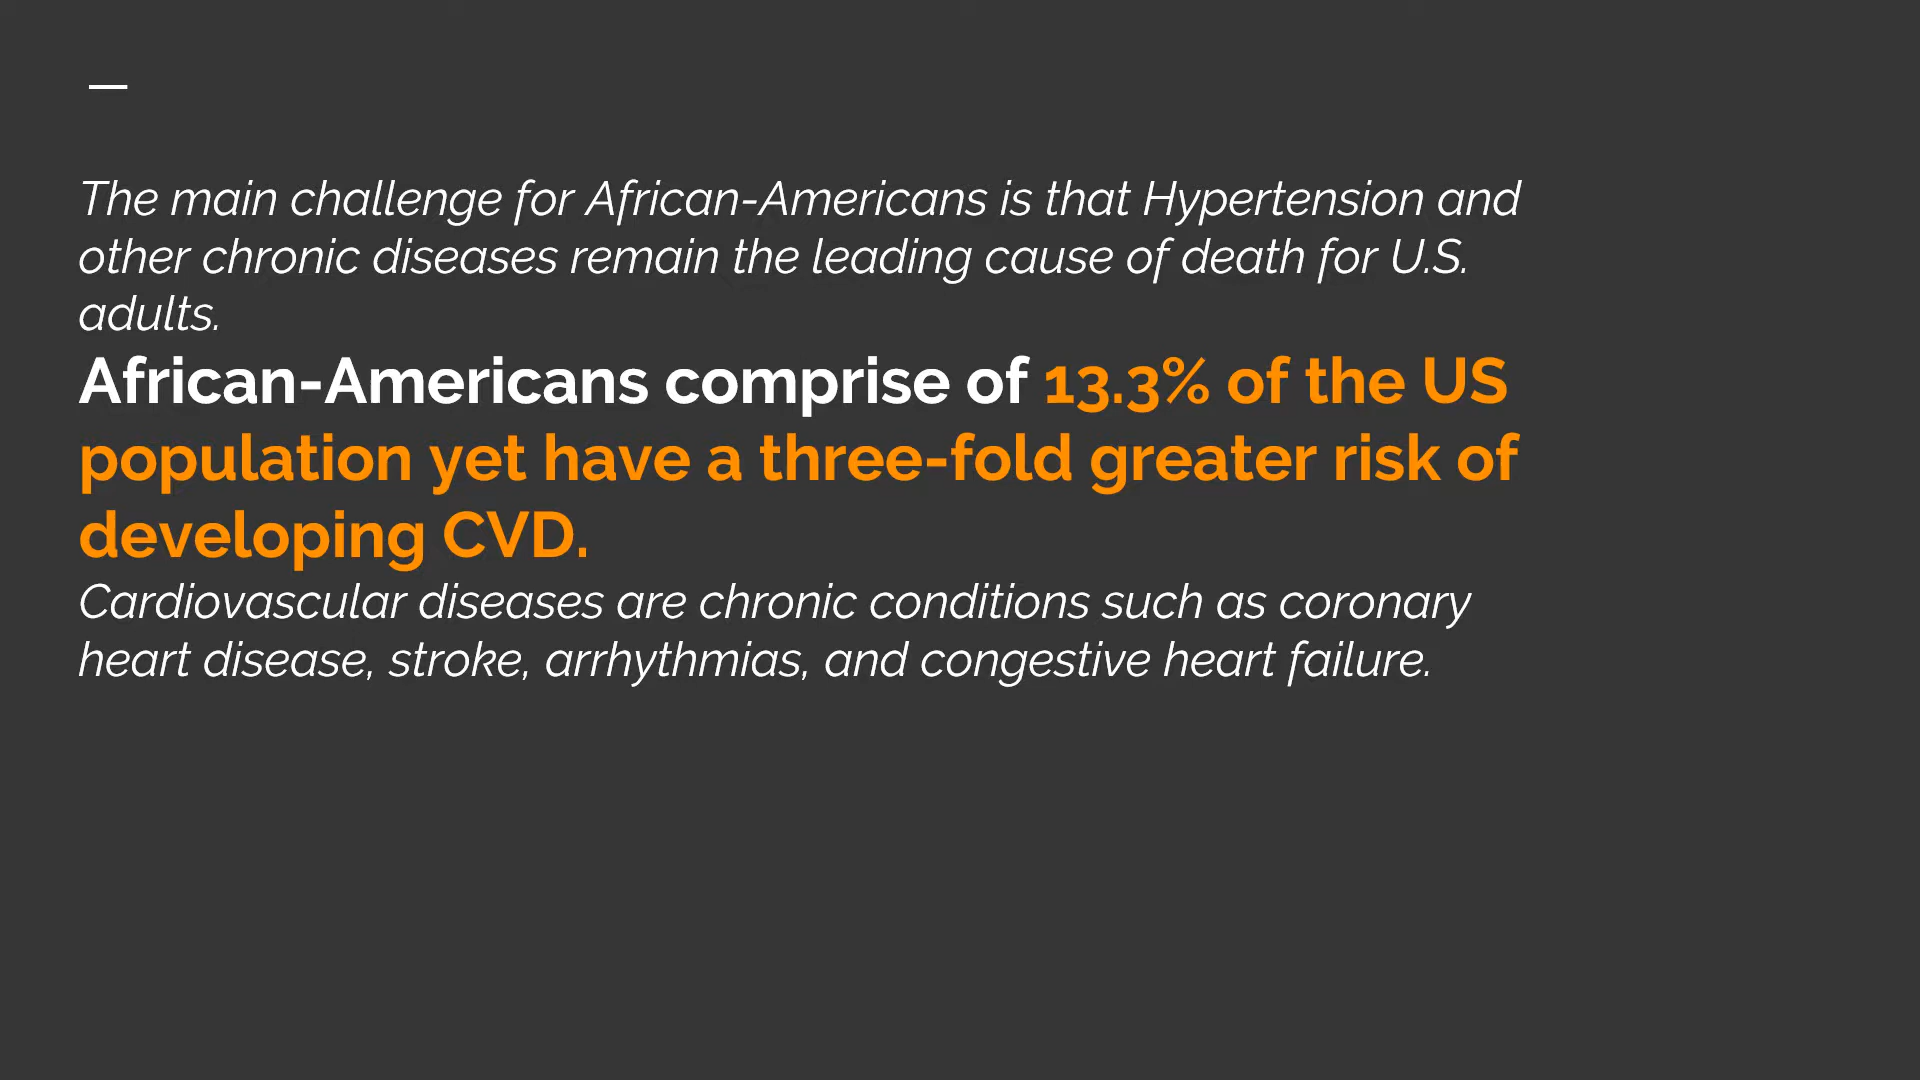 The main challenge for African-Americans is that Hypertension and
other chronic diseases remain the leading cause of death for U.S.
adults.
African-Americans comprise of 13.3% of the US
population yet have a three-fold greater risk of
developing CVD.
Cardiovascular diseases are chronic conditions such as coronary
heart disease, stroke, arrhythmias, and congestive heart failure.